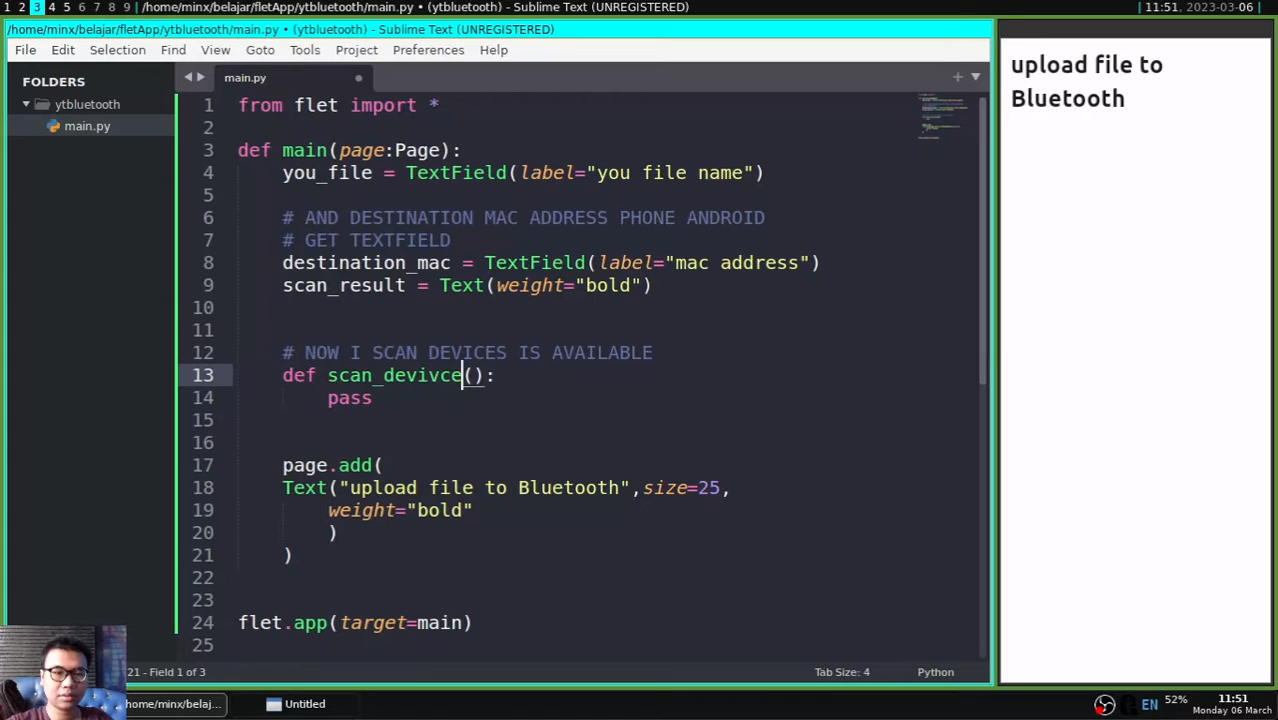 1 2 3 4 5 6 7 8 9 /home/minx/belajar/fletApp/ytbluetooth/main.py • (ytbluetooth) - Sublime Text (UNREGISTERED) 11:51, 2023-03-06
/home/minx/belajar/fletApp/ytbluetooth/main.py • (ytbluetooth) - Sublime Text (UNREGISTERED)
File Edit Selection Find View Goto Tools Project Preferences Help
FOLDERS
ytbluetooth
main.py
main.py
1 from flet import *
2
3 def main(page:Page):
4 you_file = TextField(label="you file name")
5
6 # AND DESTINATION MAC ADDRESS PHONE ANDROID
7 # GET TEXTFIELD
8 destination_mac = TextField(label="mac address")
9 scan_result = Text(weight="bold")
10
11
12 # NOW I SCAN DEVICES IS AVAILABLE
13 def scan_devivce():
14 pass
15
16
17 page.add(
18 Text("upload file to Bluetooth",size=25,
19 weight="bold"
20 )
21 )
22
23
24 flet.app(target=main)
25
21 - Field 1 of 3 Tab Size: 4 Python
upload file to
Bluetooth
/home/minx/belaj... Untitled EN 52% 11:51
Monday 06 March